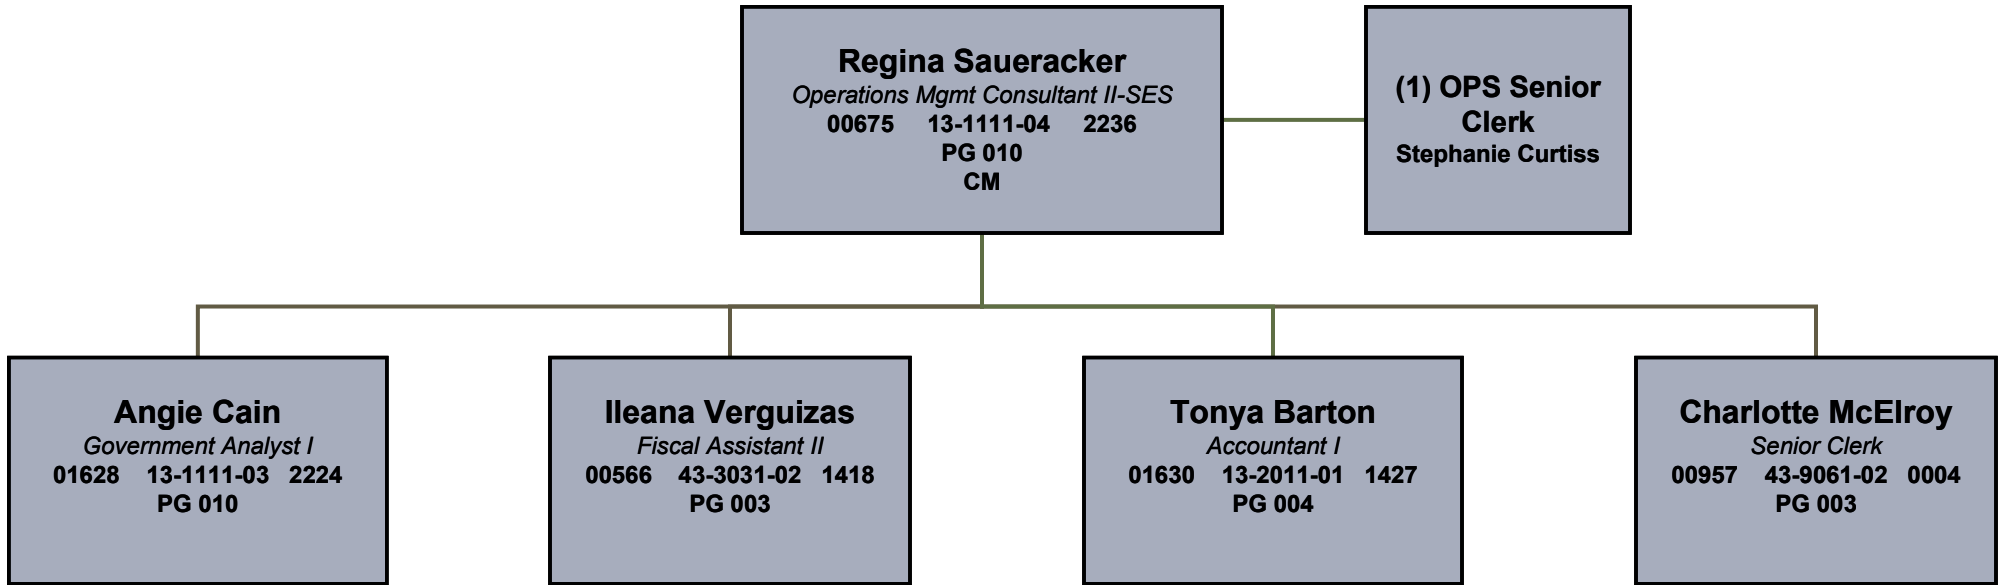 Regina Saueracker
Operations Mgmt Consultant II-SES
00675 13-1111-04 2236
PG 010
CM
(1) OPS Senior
Clerk
Stephanie Curtiss
Angie Cain
Government Analyst I
01628 13-1111-03 2224
PG 010
Ileana Verguizas
Fiscal Assistant II
00566 43-3031-02 1418
PG 003
Tonya Barton
Accountant I
01630 13-2011-01 1427
PG 004
Charlotte McElroy
Senior Clerk
00957 43-9061-02 0004
PG 003